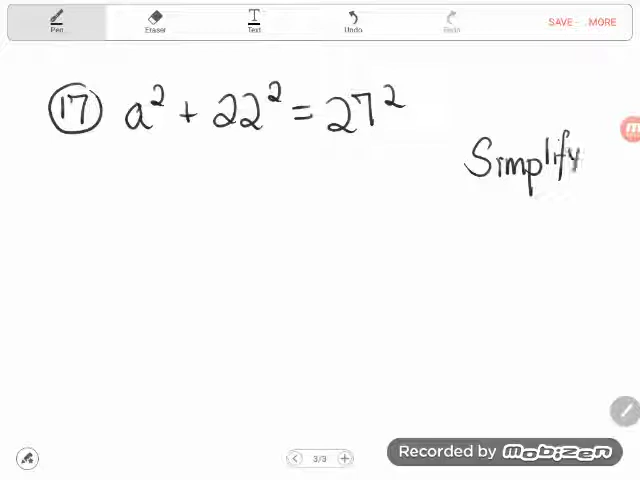 Pen Eraser Text Undo Redo SAVE MORE
17 a² + 22² = 27²
Simplify
3/3
Recorded by mobizen